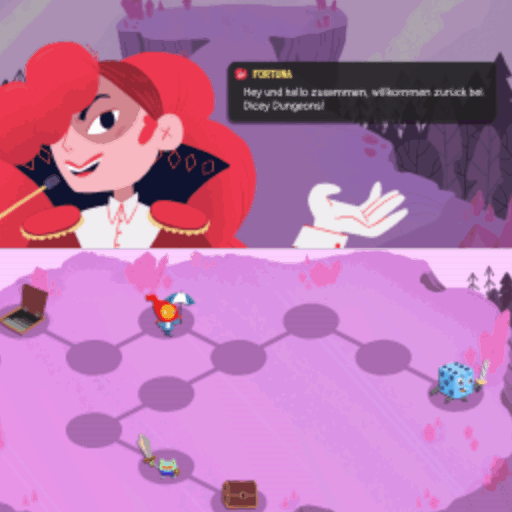 FORTUNA
Hey und hallo zusammen, willkommen zurück bei
Dicey Dungeons!